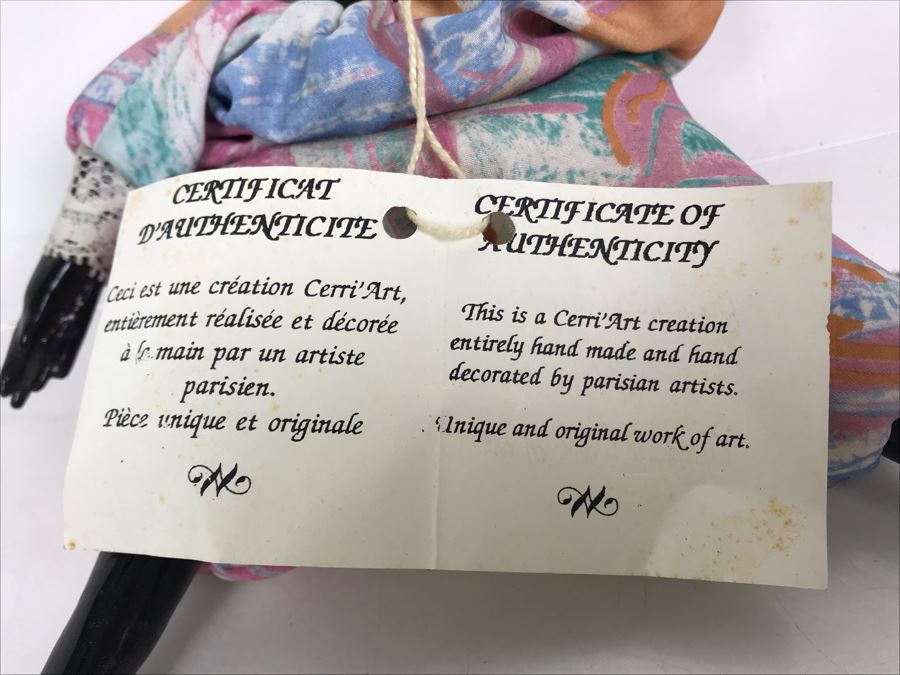 CERTIFICAT
D'AUTHENTICITE
Ceci est une création Cerri'Art,
entièrement réalisée et décorée
à la main par un artiste
parisien.
Pièce unique et originale
CERTIFICATE OF
AUTHENTICITY
This is a Cerri'Art creation
entirely hand made and hand
decorated by parisian artists.
Unique and original work of art.